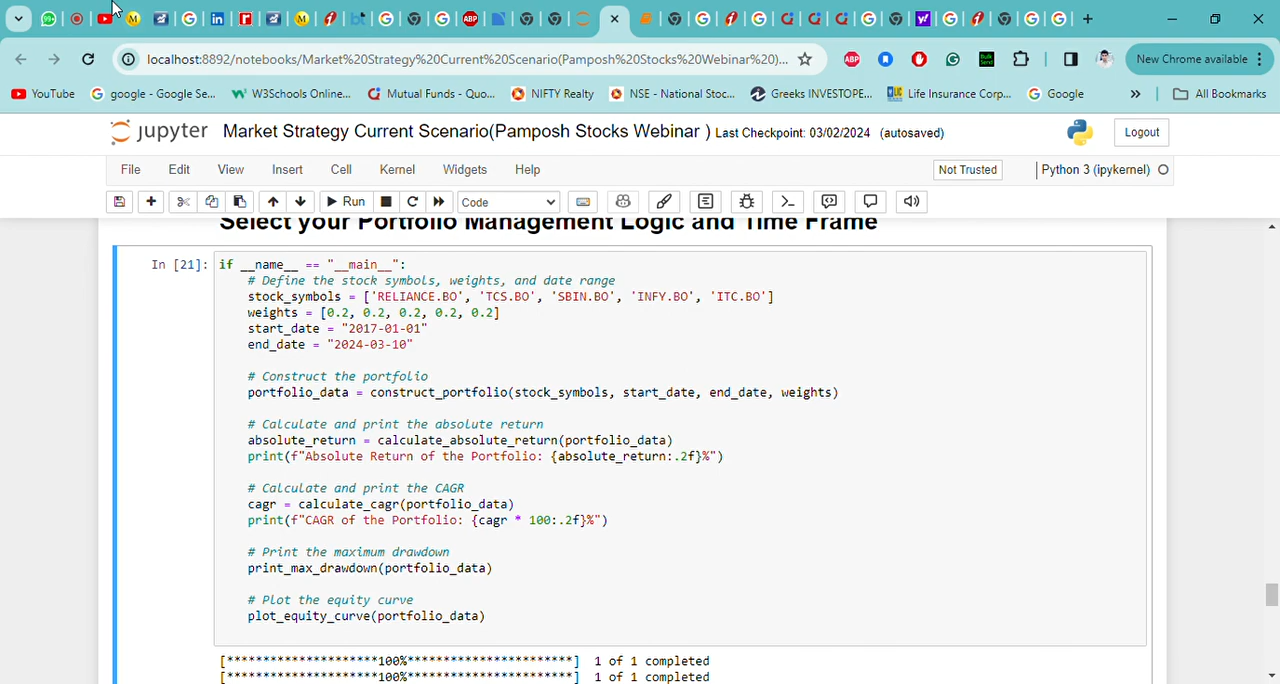 99+
ABP
localhost:8892/notebooks/Market%20Strategy%20Current%20Scenario(Pamposh%20Stocks%20Webinar%20)...
ABP
New Chrome available
YouTube
google - Google Se...
W3Schools Online...
Mutual Funds - Quo...
NIFTY Realty
NSE - National Stoc...
Greeks INVESTOPE...
Life Insurance Corp...
Google
All Bookmarks
jupyter Market Strategy Current Scenario(Pamposh Stocks Webinar ) Last Checkpoint: 03/02/2024 (autosaved)
Logout
File Edit View Insert Cell Kernel Widgets Help
Not Trusted
Python 3 (ipykernel)
Run
Code
Select your Portfolio Management Logic and Time Frame
In [21]: if __name__ == "__main__":
# Define the stock symbols, weights, and date range
stock_symbols = ['RELIANCE.BO', 'TCS.BO', 'SBIN.BO', 'INFY.BO', 'ITC.BO']
weights = [0.2, 0.2, 0.2, 0.2, 0.2]
start_date = "2017-01-01"
end_date = "2024-03-10"
# Construct the portfolio
portfolio_data = construct_portfolio(stock_symbols, start_date, end_date, weights)
# Calculate and print the absolute return
absolute_return = calculate_absolute_return(portfolio_data)
print(f"Absolute Return of the Portfolio: {absolute_return:.2f}%")
# Calculate and print the CAGR
cagr = calculate_cagr(portfolio_data)
print(f"CAGR of the Portfolio: {cagr * 100:.2f}%")
# Print the maximum drawdown
print_max_drawdown(portfolio_data)
# Plot the equity curve
plot_equity_curve(portfolio_data)
[*********************100%***********************] 1 of 1 completed
[*********************100%***********************] 1 of 1 completed